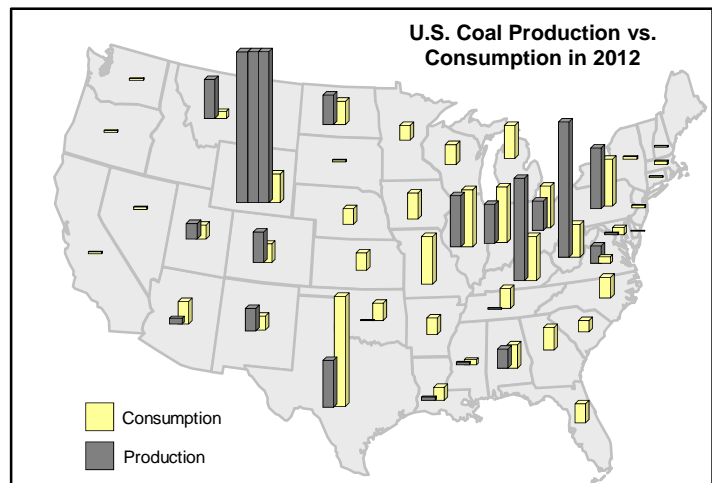 U.S. Coal Production vs.
Consumption in 2012
Consumption
Production